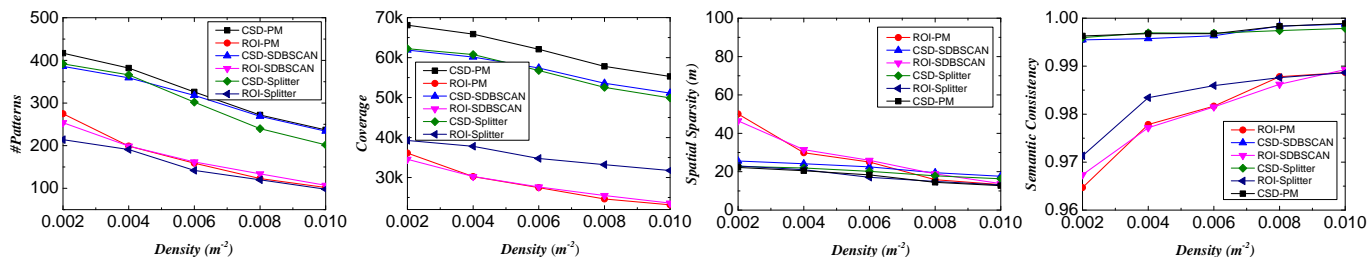 500
400
300
200
100
0.002 0.004 0.006 0.008 0.010
#Patterns
Density (m-2)
CSD-PM
ROI-PM
CSD-SDBSCAN
ROI-SDBSCAN
CSD-Splitter
ROI-Splitter
70k
60k
50k
40k
30k
0.002 0.004 0.006 0.008 0.010
Coverage
Density (m-2)
CSD-PM
ROI-PM
CSD-SDBSCAN
ROI-SDBSCAN
CSD-Splitter
ROI-Splitter
100
80
60
40
20
0
0.002 0.004 0.006 0.008 0.010
Spatial Sparsity (m)
Density (m-2)
ROI-PM
CSD-SDBSCAN
ROI-SDBSCAN
CSD-Splitter
ROI-Splitter
CSD-PM
1.00
0.99
0.98
0.97
0.96
0.002 0.004 0.006 0.008 0.010
Semantic Consistency
Density (m-2)
ROI-PM
CSD-SDBSCAN
ROI-SDBSCAN
CSD-Splitter
ROI-Splitter
CSD-PM